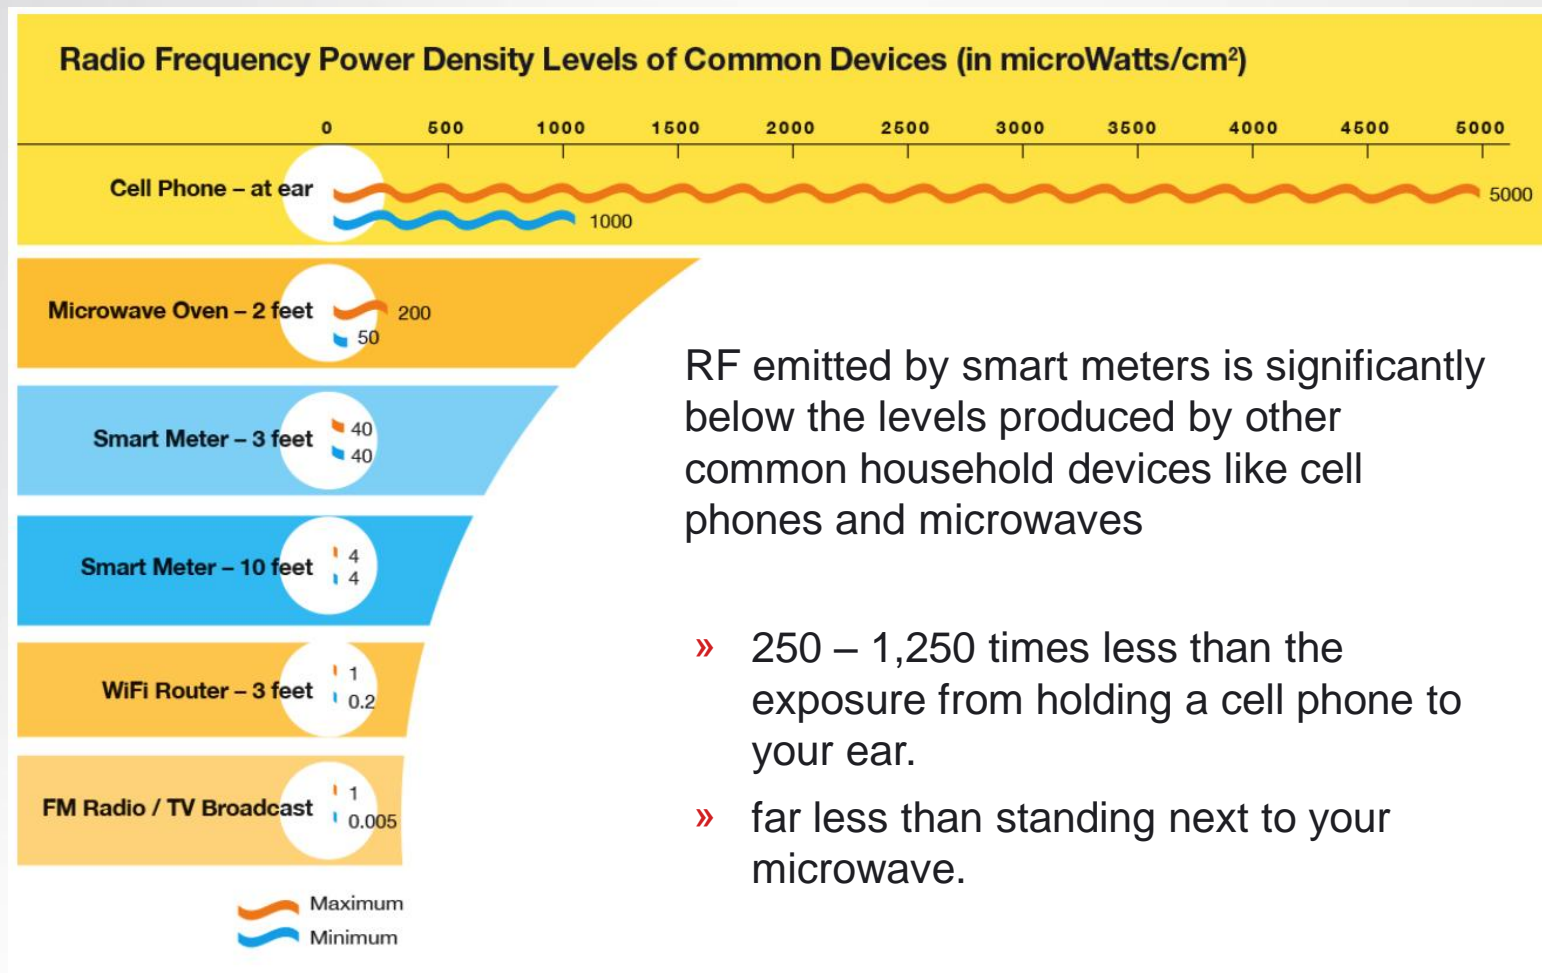 Radio Frequency Power Density Levels of Common Devices (in microWatts/cm²)
0 500 1000 1500 2000 2500 3000 3500 4000 4500 5000
Cell Phone – at ear
5000
1000
Microwave Oven – 2 feet
200
50
Smart Meter – 3 feet
40
40
Smart Meter – 10 feet
4
4
WiFi Router – 3 feet
1
0.2
FM Radio / TV Broadcast
1
0.005
Maximum
Minimum
RF emitted by smart meters is significantly
below the levels produced by other
common household devices like cell
phones and microwaves
» 250 – 1,250 times less than the
exposure from holding a cell phone to
your ear.
» far less than standing next to your
microwave.